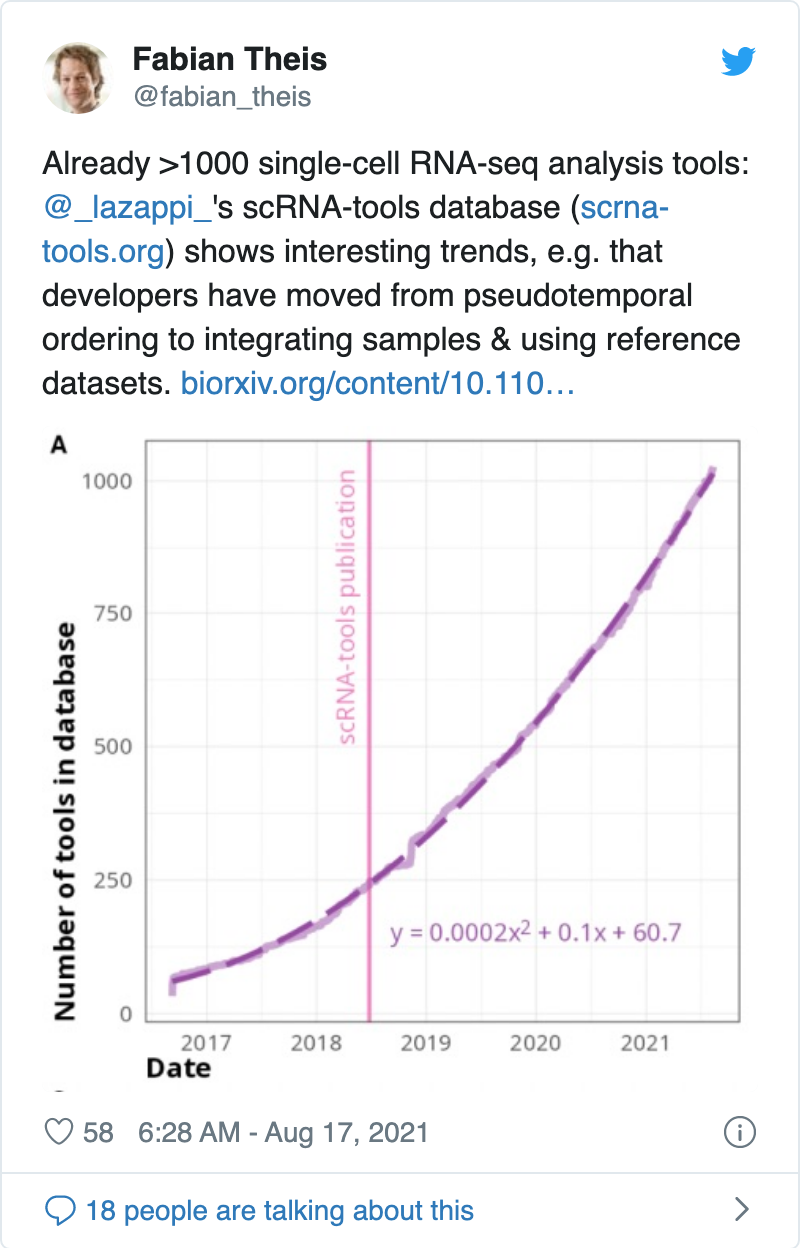 Fabian Theis
@fabian_theis
Already >1000 single-cell RNA-seq analysis tools:
@_lazappi_'s scRNA-tools database (scrna-
tools.org) shows interesting trends, e.g. that
developers have moved from pseudotemporal
ordering to integrating samples & using reference
datasets. biorxiv.org/content/10.110…
A
1000
750
500
250
0
Number of tools in database
scRNA-tools publication
y = 0.0002x² + 0.1x + 60.7
2017 2018 2019 2020 2021
Date
58 6:28 AM - Aug 17, 2021
18 people are talking about this